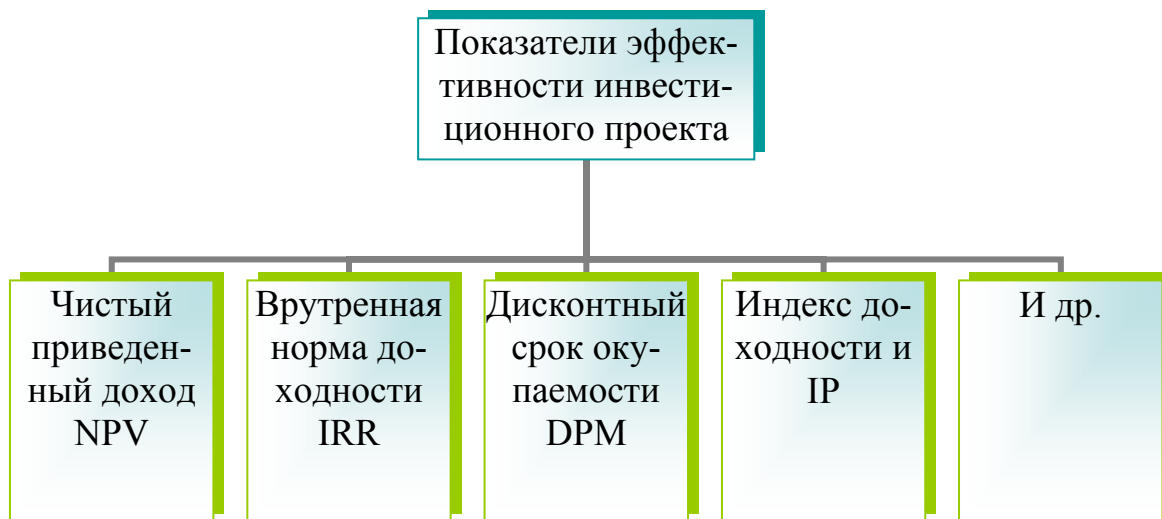 Показатели эффек-
тивности инвести-
ционного проекта
Чистый
приведен-
ный доход
NPV
Врутренная
норма до-
ходности
IRR
Дисконтный
срок оку-
паемости
DPM
Индекс до-
ходности и
IP
И др.